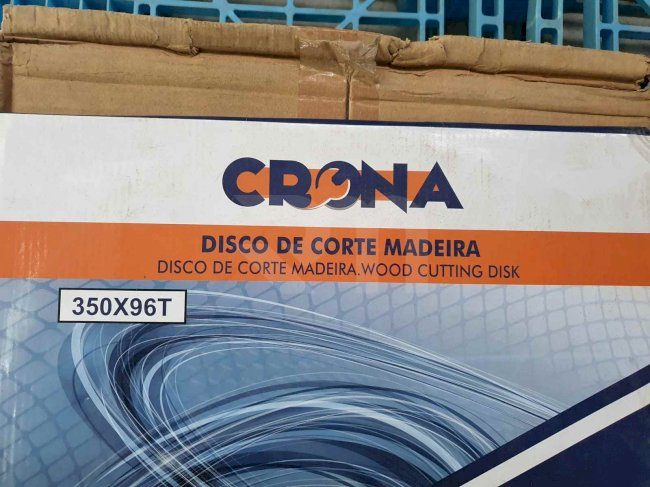 CRONA
DISCO DE CORTE MADEIRA
DISCO DE CORTE MADEIRA.WOOD CUTTING DISK
350X96T